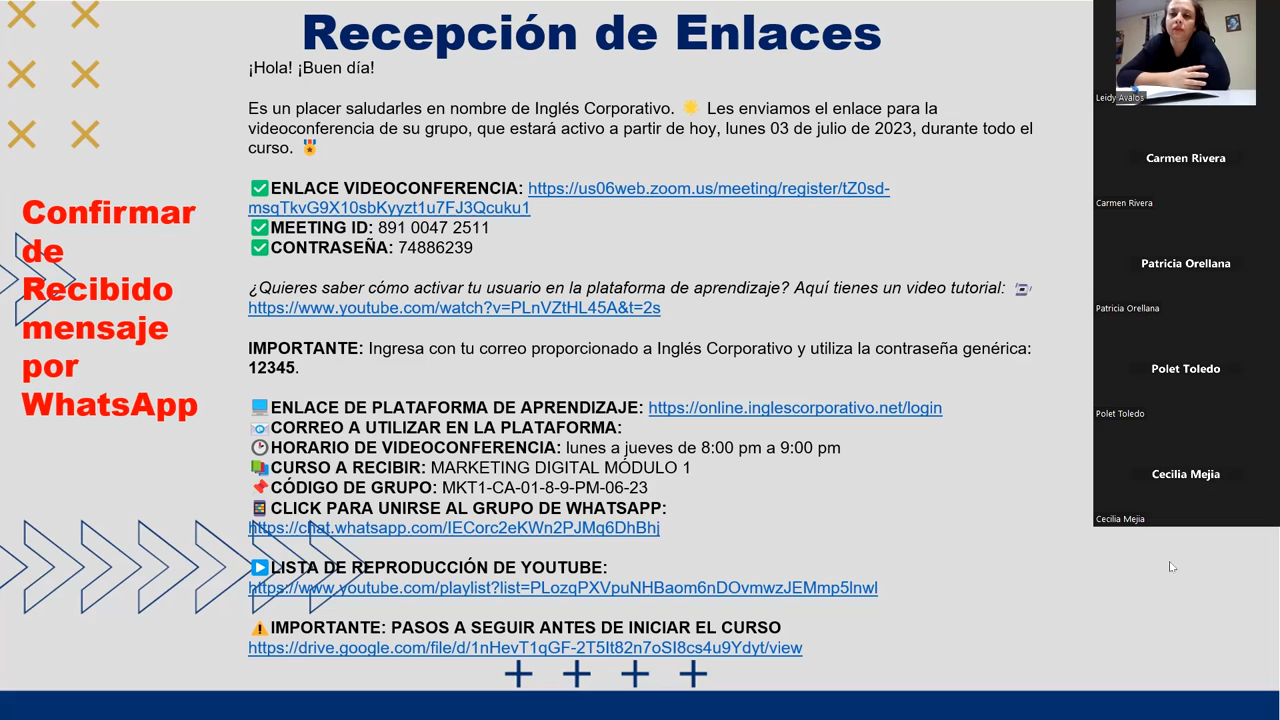 Recepción de Enlaces
¡Hola! ¡Buen día!
Es un placer saludarles en nombre de Inglés Corporativo. Les enviamos el enlace para la
videoconferencia de su grupo, que estará activo a partir de hoy, lunes 03 de julio de 2023, durante todo el
curso.
ENLACE VIDEOCONFERENCIA: https://us06web.zoom.us/meeting/register/tZ0sd-
msqTkvG9X10sbKyyzt1u7FJ3Qcuku1
MEETING ID: 891 0047 2511
CONTRASEÑA: 74886239
¿Quieres saber cómo activar tu usuario en la plataforma de aprendizaje? Aquí tienes un video tutorial:
https://www.youtube.com/watch?v=PLnVZtHL45A&t=2s
IMPORTANTE: Ingresa con tu correo proporcionado a Inglés Corporativo y utiliza la contraseña genérica:
12345.
ENLACE DE PLATAFORMA DE APRENDIZAJE: https://online.inglescorporativo.net/login
CORREO A UTILIZAR EN LA PLATAFORMA:
HORARIO DE VIDEOCONFERENCIA: lunes a jueves de 8:00 pm a 9:00 pm
CURSO A RECIBIR: MARKETING DIGITAL MÓDULO 1
CÓDIGO DE GRUPO: MKT1-CA-01-8-9-PM-06-23
CLICK PARA UNIRSE AL GRUPO DE WHATSAPP:
https://chat.whatsapp.com/IECorc2eKWn2PJMq6DhBhj
LISTA DE REPRODUCCIÓN DE YOUTUBE:
https://www.youtube.com/playlist?list=PLozqPXVpuNHBaom6nDOvmwzJEMmp5lnwl
IMPORTANTE: PASOS A SEGUIR ANTES DE INICIAR EL CURSO
https://drive.google.com/file/d/1nHevT1qGF-2T5It82n7oSI8cs4u9Ydyt/view
Confirmar
de
Recibido
mensaje
por
WhatsApp
Leidy Avalos
Carmen Rivera
Carmen Rivera
Patricia Orellana
Patricia Orellana
Polet Toledo
Polet Toledo
Cecilia Mejia
Cecilia Mejia